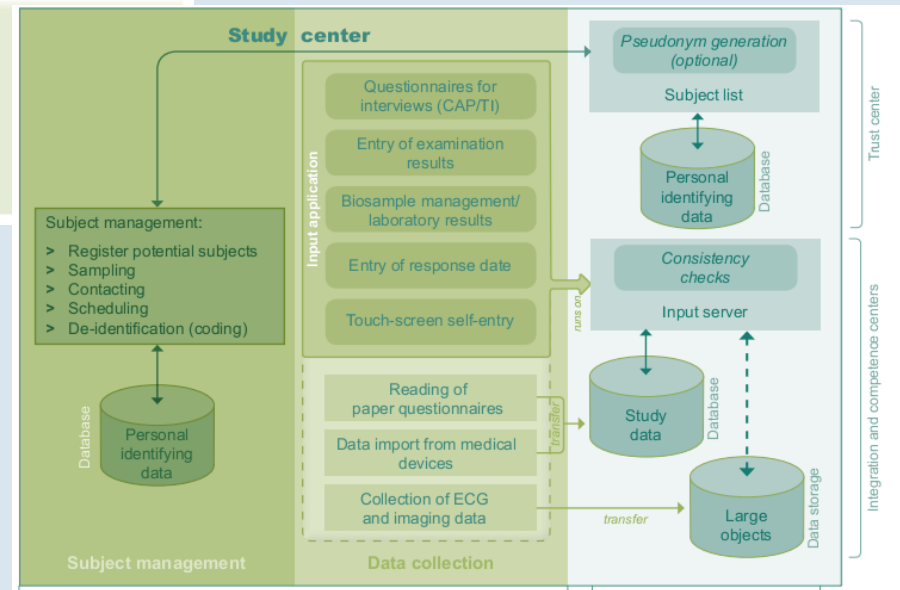 Study center
Subject management:
> Register potential subjects
> Sampling
> Contacting
> Scheduling
> De-identification (coding)
Database
Personal
identifying
data
Subject management
Input application
Questionnaires for
interviews (CAP/TI)
Entry of examination
results
Biosample management/
laboratory results
Entry of response date
Touch-screen self-entry
Reading of
paper questionnaires
Data import from medical
devices
Collection of ECG
and imaging data
Data collection
runs on
transfer
transfer
Pseudonym generation
(optional)
Subject list
Personal
identifying
data
Database
Trust center
Consistency
checks
Input server
Study
data
Database
Large
objects
Data storage
Integration and competence centers